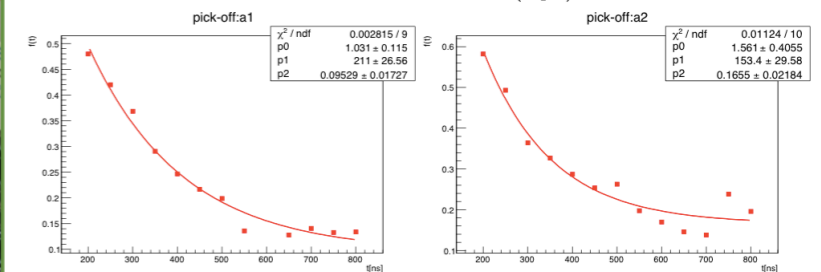 pick-off:a1
χ² / ndf 0.002815 / 9
p0 1.031 ± 0.115
p1 211 ± 26.56
p2 0.09529 ± 0.01727
f(t)
0.5
0.45
0.4
0.35
0.3
0.25
0.2
0.15
0.1
200 300 400 500 600 700 800
t[ns]
pick-off:a2
χ² / ndf 0.01124 / 10
p0 1.561 ± 0.4055
p1 153.4 ± 29.58
p2 0.1655 ± 0.02184
f(t)
0.6
0.5
0.4
0.3
0.2
0.1
200 300 400 500 600 700 800
t[ns]